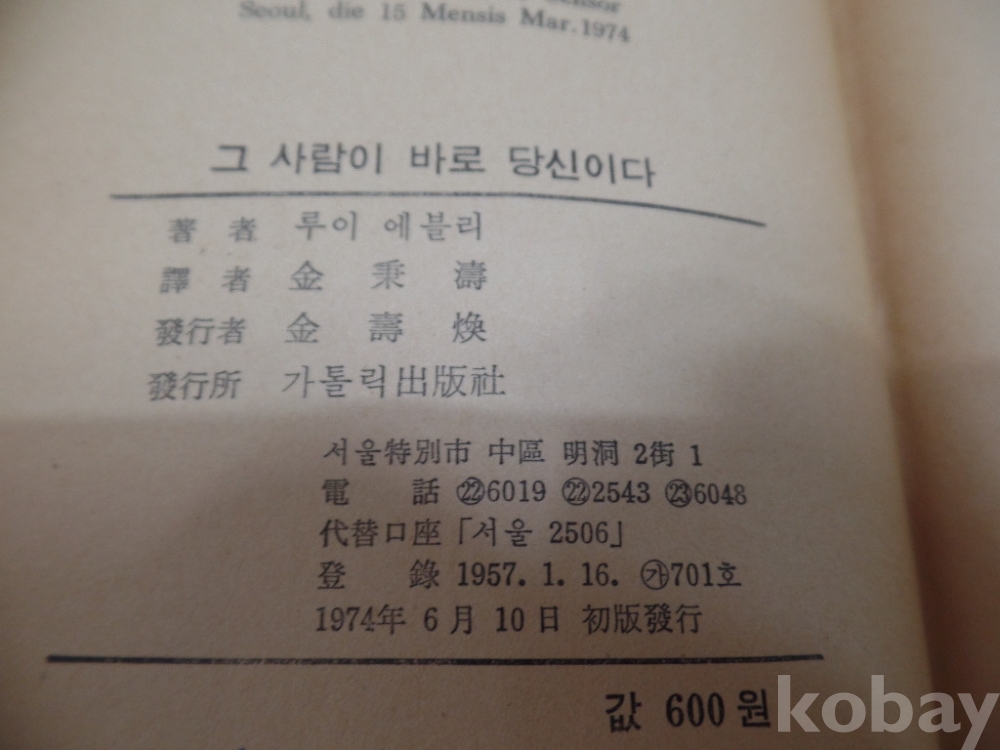 Censor
Seoul, die 15 Mensis Mar. 1974
그 사람이 바로 당신이다
著者 루이 에블리
譯者 金秉濤
發行者 金壽煥
發行所 가톨릭出版社
서울特別市 中區 明洞 2街 1
電話 ㉒6019 ㉒2543 ㉓6048
代替口座「서울 2506」
登錄 1957. 1. 16. ㉮701호
1974年 6月 10日 初版發行
값 600원
kobay